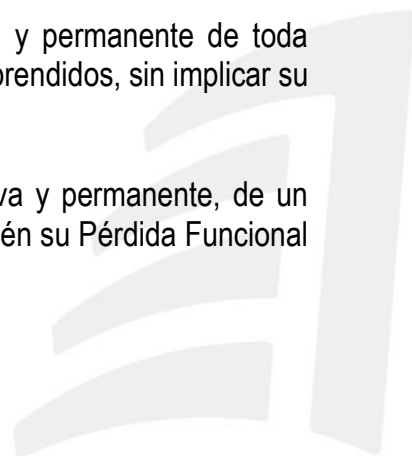 y permanente de toda
prendidos, sin implicar su
va y permanente, de un
én su Pérdida Funcional